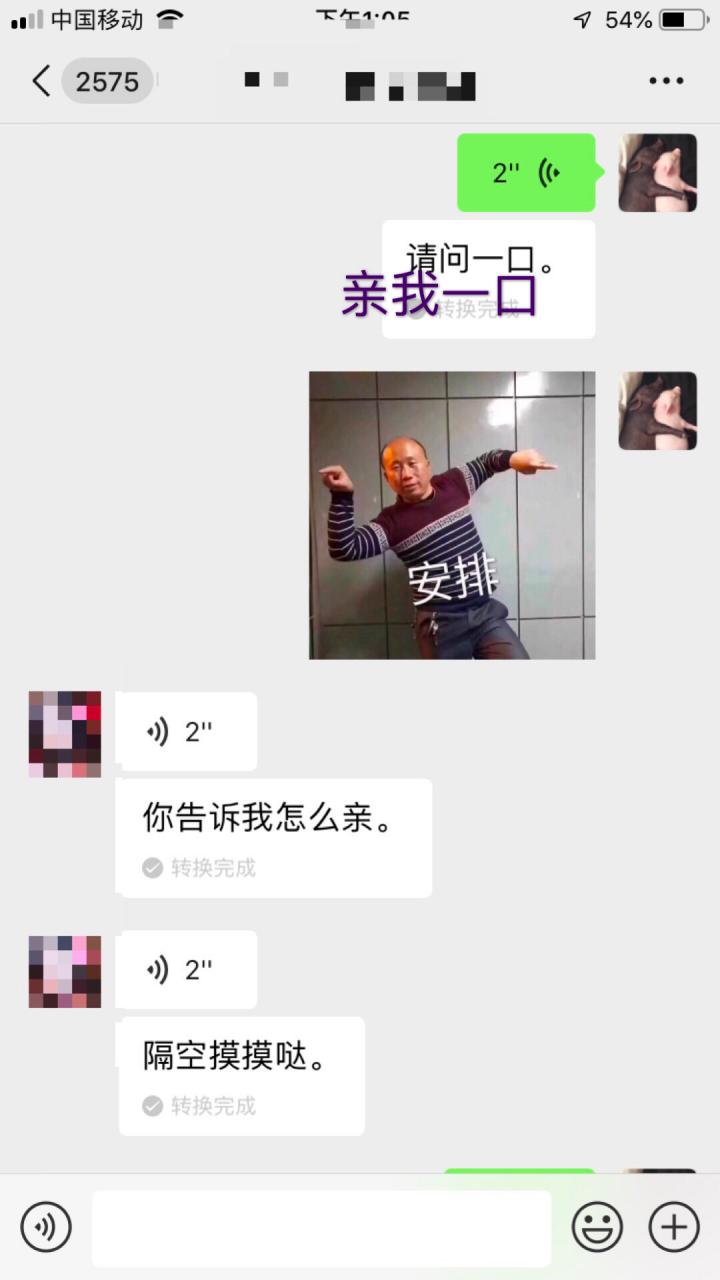 中国移动
下午1:05
54%
2575
2''
请问一口。
亲我一口
转换完成
安排
2''
你告诉我怎么亲。
转换完成
2''
隔空摸摸哒。
转换完成